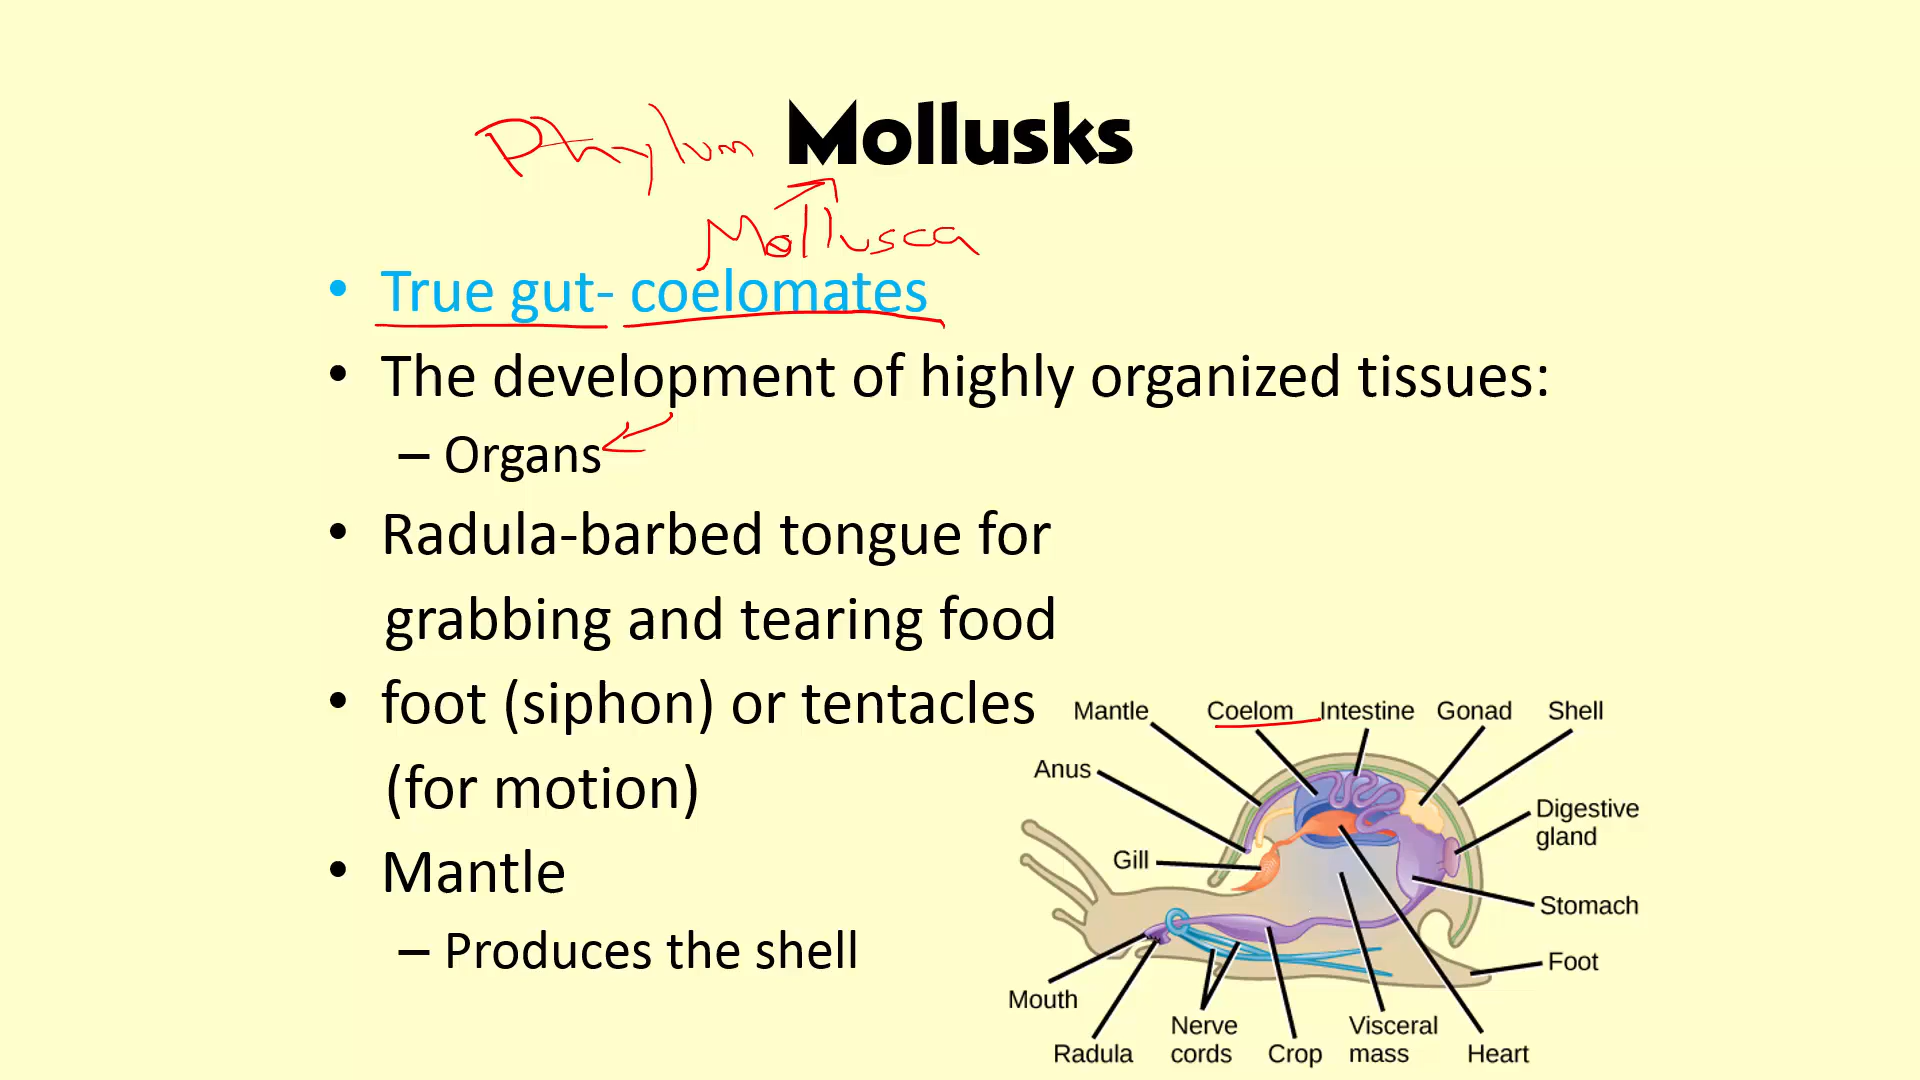 Phylum Mollusks
Mollusca
• True gut- coelomates
• The development of highly organized tissues:
– Organs
• Radula-barbed tongue for
grabbing and tearing food
• foot (siphon) or tentacles
(for motion)
• Mantle
– Produces the shell
Mantle Coelom Intestine Gonad Shell
Anus
Digestive
gland
Gill
Stomach
Foot
Mouth
Nerve
cords
Visceral
mass
Radula
Crop
Heart